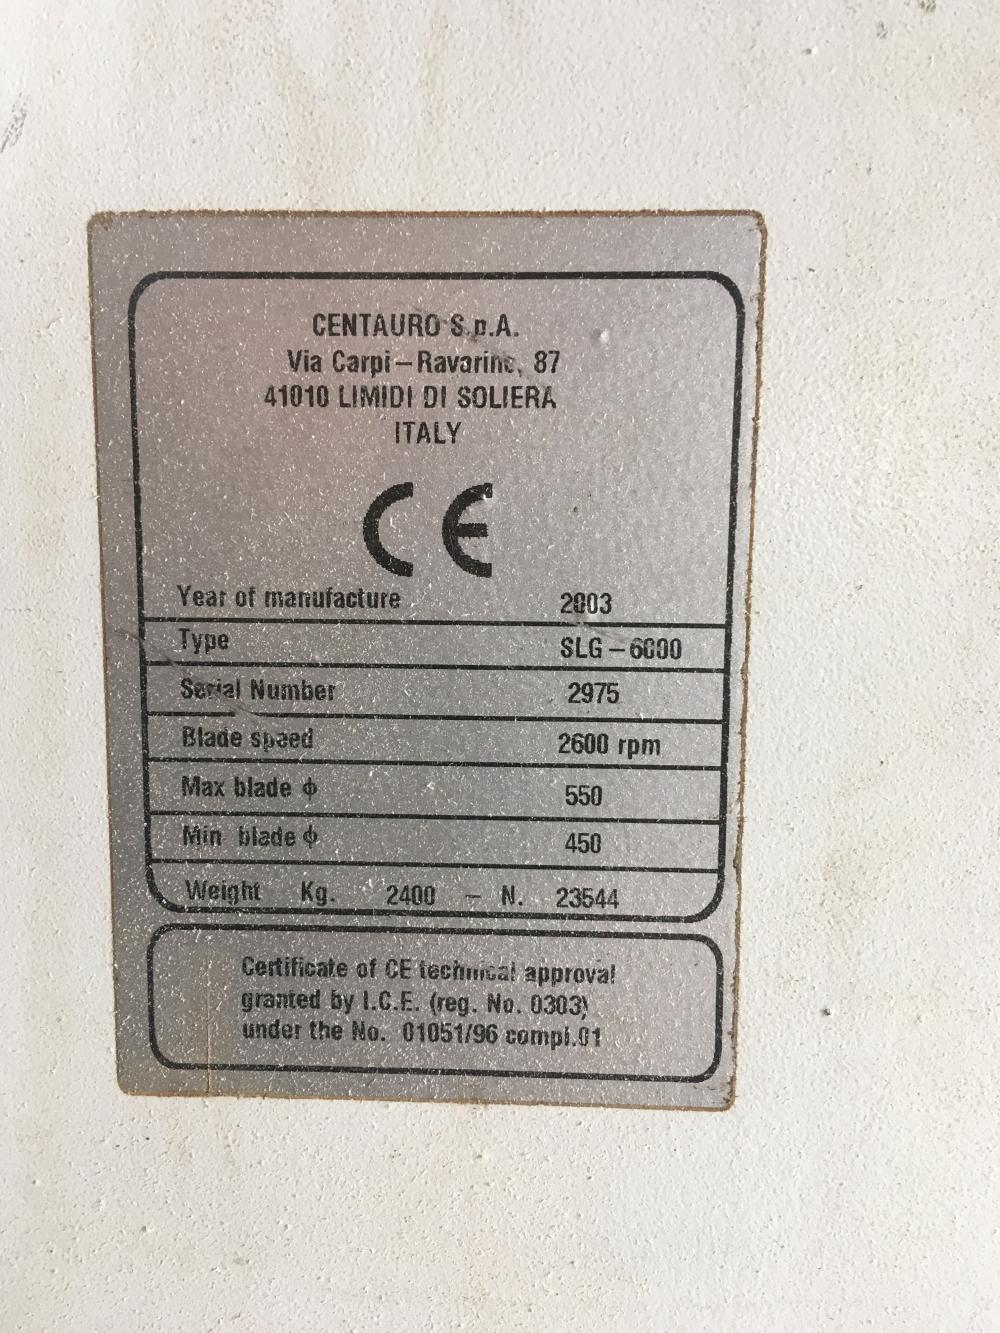 CENTAURO S.p.A.
Via Carpi–Ravarino, 87
41010 LIMIDI DI SOLIERA
ITALY
CE
Year of manufacture 2003
Type SLG – 6000
Serial Number 2975
Blade speed 2600 rpm
Max blade ϕ 550
Min blade ϕ 450
Weight Kg. 2400 – N. 23544
Certificate of CE technical approval
granted by I.C.E. (reg. No. 0303)
under the No. 01051/96 compl.01